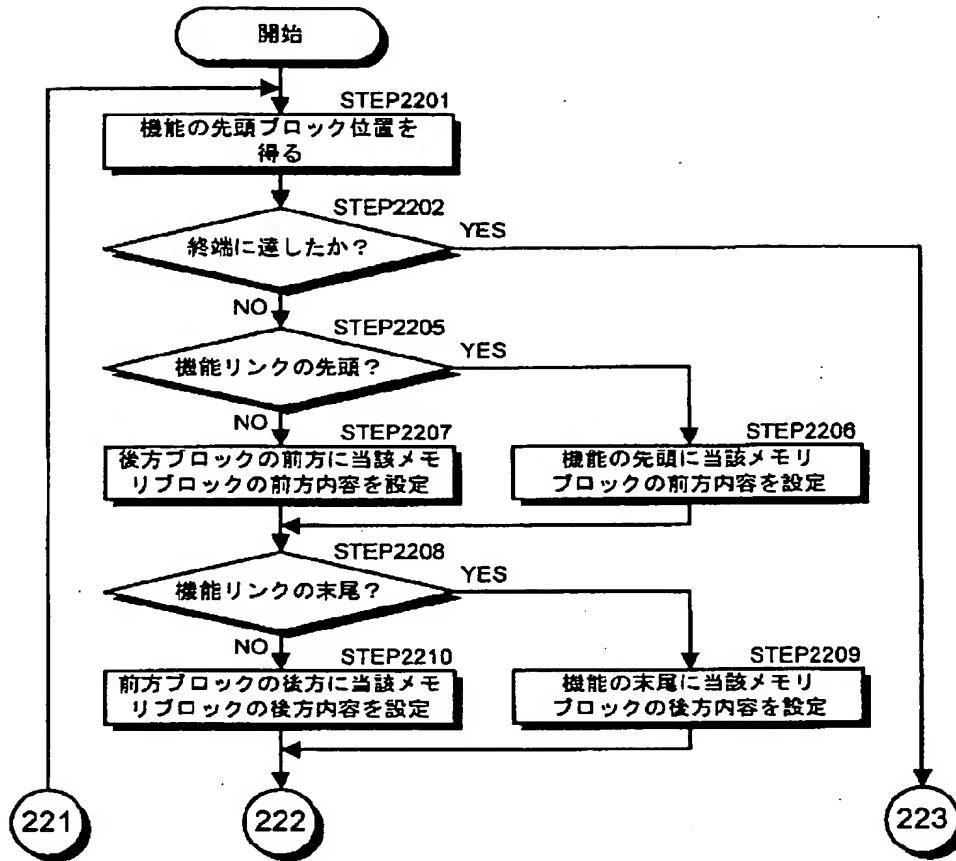 開始
STEP2201
機能の先頭ブロック位置を
得る
STEP2202
終端に達したか？
YES
NO
STEP2205
機能リンクの先頭？
YES
NO
STEP2207
後方ブロックの前方に当該メモ
リブロックの前方内容を設定
STEP2206
機能の先頭に当該メモリ
ブロックの前方内容を設定
STEP2208
機能リンクの末尾？
YES
NO
STEP2210
前方ブロックの後方に当該メモ
リブロックの後方内容を設定
STEP2209
機能の末尾に当該メモリ
ブロックの後方内容を設定
221
222
223